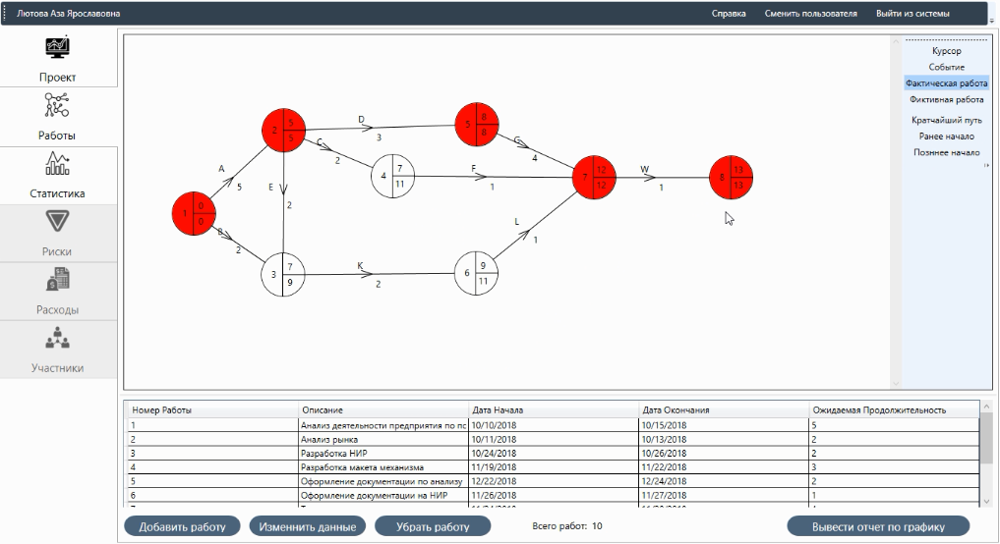 Лютова Аза Ярославовна
Справка Сменить пользователя Выйти из системы
Проект
Работы
Статистика
Риски
Расходы
Участники
Курсор
Событие
Фактическая работа
Фиктивная работа
Кратчайший путь
Ранее начало
Позннее начало
A
5
B
2
D
3
C
2
E
2
G
4
F
1
K
2
L
1
W
1
1 0 0
2 5 5
3 7 9
4 7 11
5 8 8
6 9 11
7 12 12
8 13 13
Номер Работы Описание Дата Начала Дата Окончания Ожидаемая Продолжительность
1 Анализ деятельности предприятия по пс 10/10/2018 10/15/2018 5
2 Анализ рынка 10/11/2018 10/13/2018 2
3 Разработка НИР 10/24/2018 10/26/2018 2
4 Разработка макета механизма 11/19/2018 11/22/2018 3
5 Оформление документации по анализу 12/22/2018 12/24/2018 2
6 Оформление документации на НИР 11/26/2018 11/27/2018 1
Добавить работу Изменнить данные Убрать работу Всего работ: 10 Вывести отчет по графику